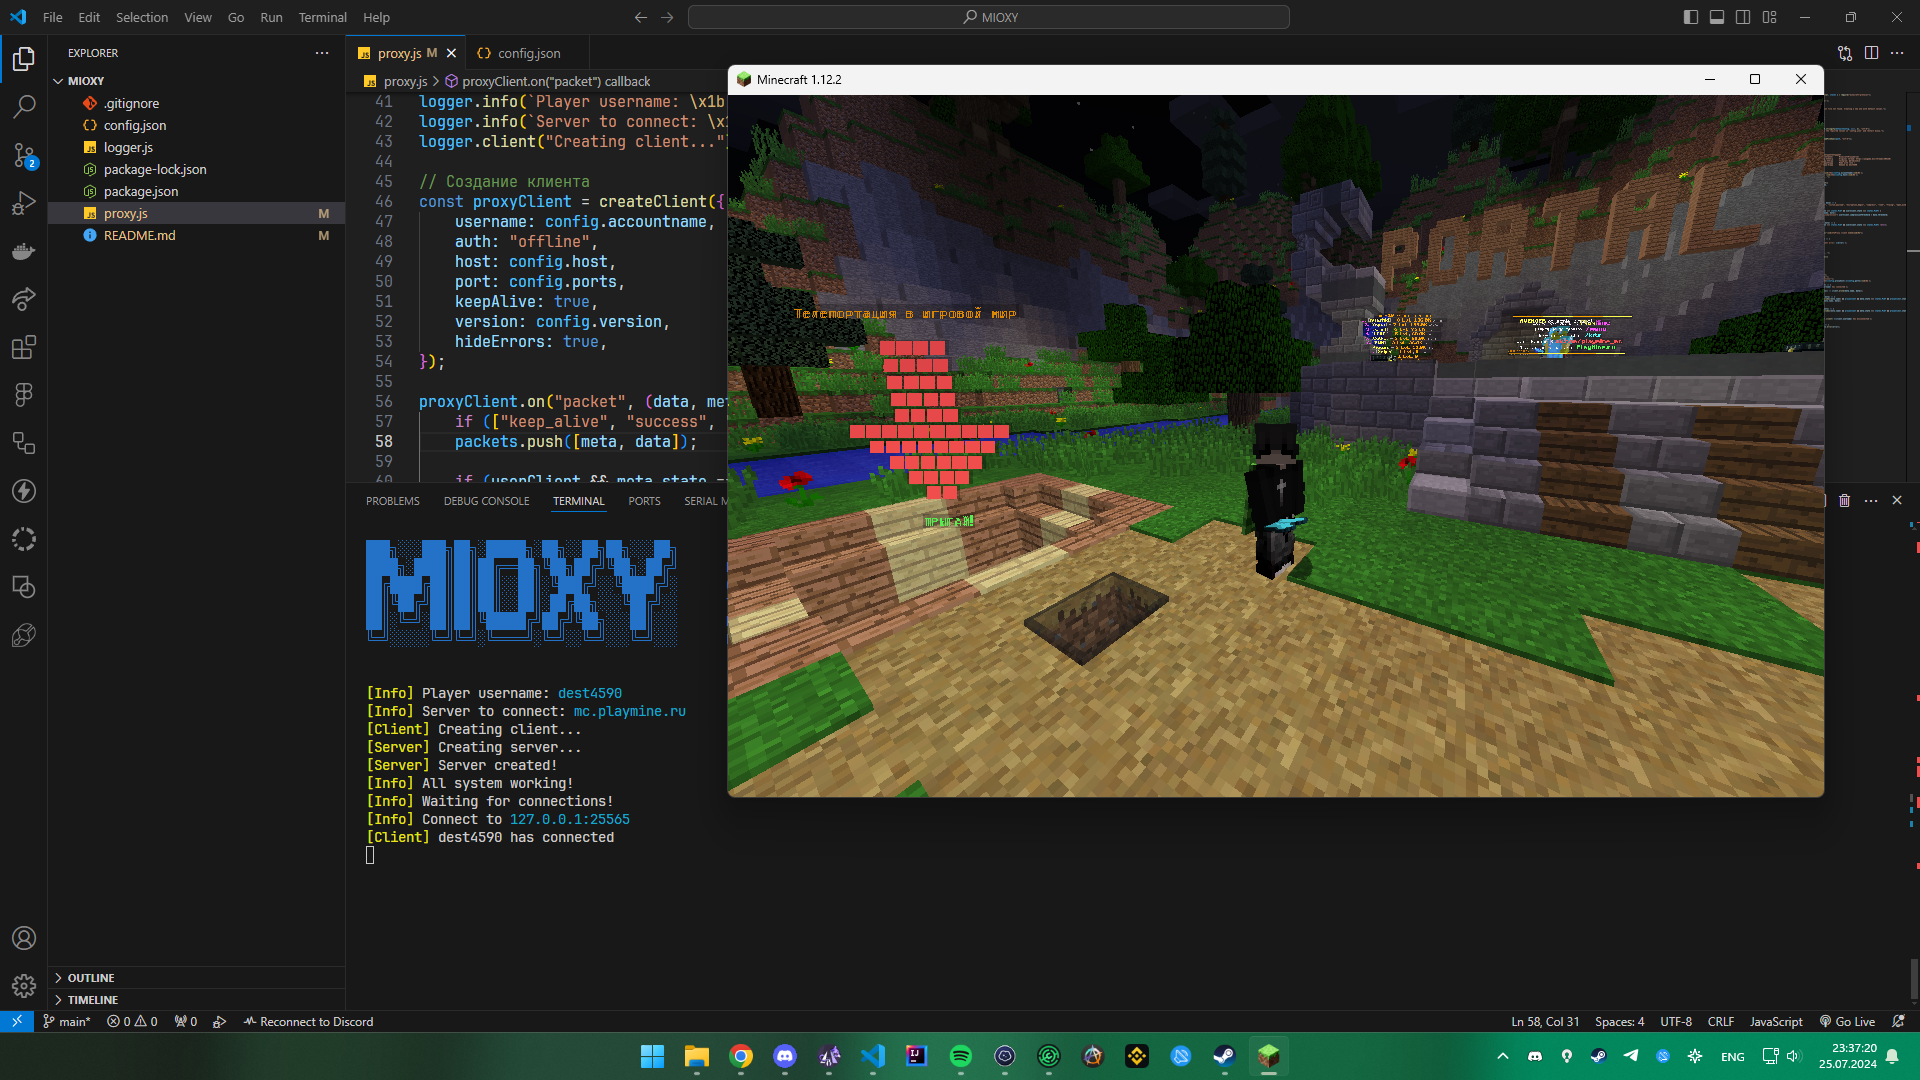 File Edit Selection View Go Run Terminal Help
MIOXY
EXPLORER
MIOXY
.gitignore
config.json
logger.js
package-lock.json
package.json
proxy.js M
README.md M
OUTLINE
TIMELINE
proxy.js M
config.json
proxy.js > proxyClient.on("packet") callback
41 logger.info(`Player username: \x1b
42 logger.info(`Server to connect: \x
43 logger.client("Creating client..."
44
45 // Создание клиента
46 const proxyClient = createClient({
47 username: config.accountname,
48 auth: "offline",
49 host: config.host,
50 port: config.ports,
51 keepAlive: true,
52 version: config.version,
53 hideErrors: true,
54 });
55
56 proxyClient.on("packet", (data, me
57 if (["keep_alive", "success",
58 packets.push([meta, data]);
59
60 if (userClient && meta.state =
PROBLEMS DEBUG CONSOLE TERMINAL PORTS SERIAL M
MIOXY
[Info] Player username: dest4590
[Info] Server to connect: mc.playmine.ru
[Client] Creating client...
[Server] Creating server...
[Server] Server created!
[Info] All system working!
[Info] Waiting for connections!
[Info] Connect to 127.0.0.1:25565
[Client] dest4590 has connected
Minecraft 1.12.2
PORTAL
Телепортация в игровой мир
ПРЫГАЙ!
2
main* 0 0 0 Reconnect to Discord
Ln 58, Col 31 Spaces: 4 UTF-8 CRLF JavaScript Go Live
ENG
23:37:20
25.07.2024